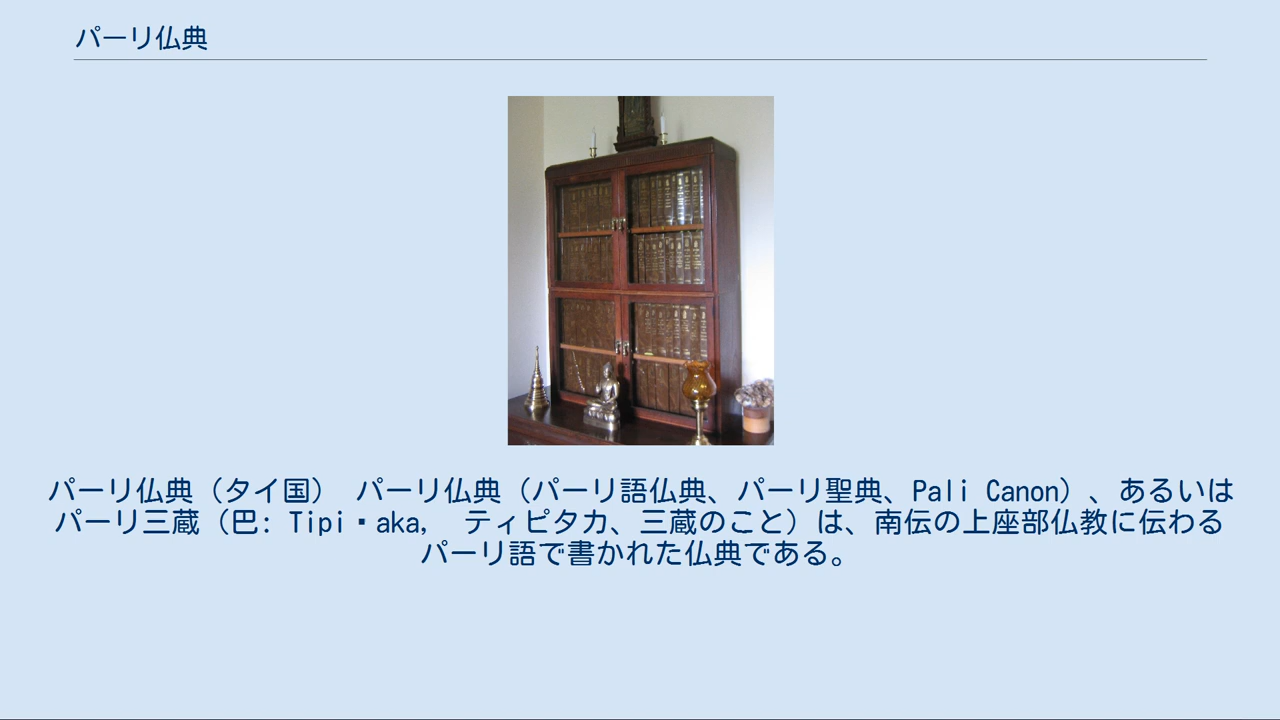 パーリ仏典
パーリ仏典（タイ国） パーリ仏典（パーリ語仏典、パーリ聖典、Pali Canon）、あるいは
パーリ三蔵（巴: Tipi▪aka, ティピタカ、三蔵のこと）は、南伝の上座部仏教に伝わる
パーリ語で書かれた仏典である。